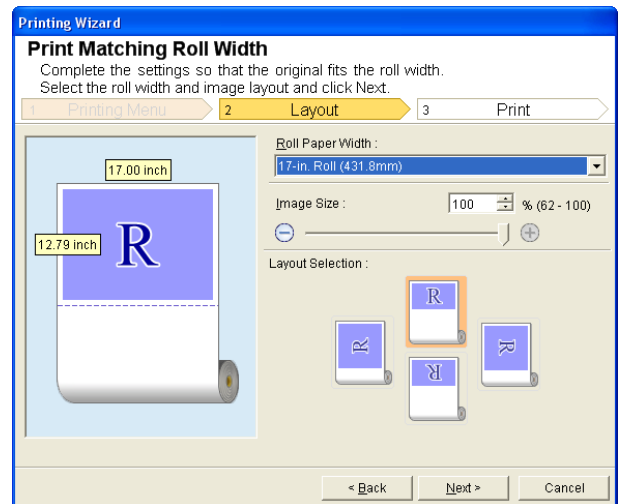 Printing Wizard
Print Matching Roll Width
Complete the settings so that the original fits the roll width.
Select the roll width and image layout and click Next.
1 Printing Menu 2 Layout 3 Print
Roll Paper Width :
17-in. Roll (431.8mm)
17.00 inch
Image Size : 100 % (62 - 100)
R
12.79 inch
Layout Selection :
R
R
R
R
< Back Next > Cancel